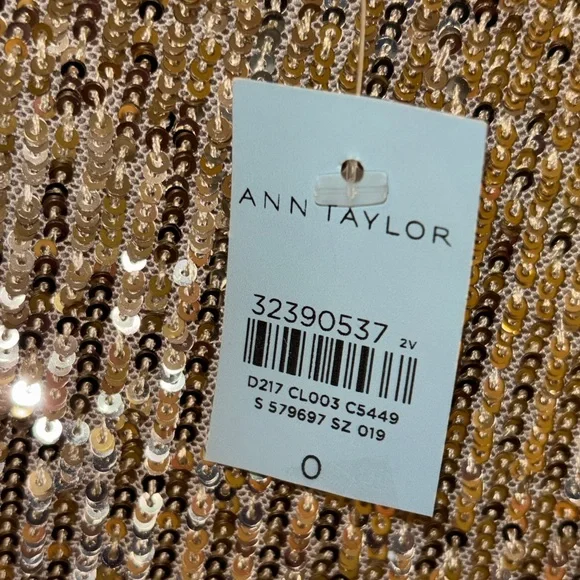 ANN TAYLOR
32390537 2V
D217 CL003 C5449
S 579697 SZ 019
0